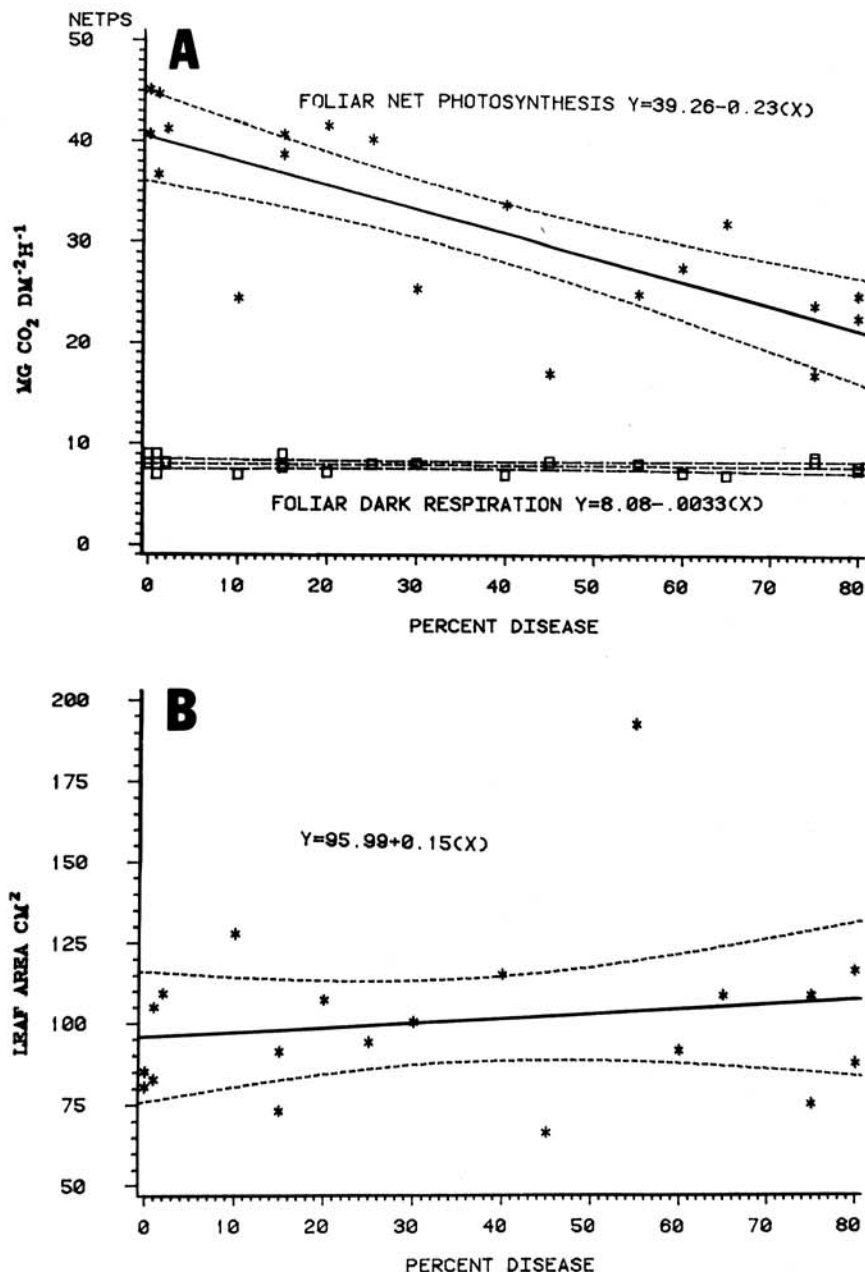 NETPS
A
50
40
30
20
10
0
MG CO₂ DM⁻²H⁻¹
FOLIAR NET PHOTOSYNTHESIS Y=39.26-0.23(X)
FOLIAR DARK RESPIRATION Y=8.08-.0033(X)
0 10 20 30 40 50 60 70 80
PERCENT DISEASE
B
200
175
150
125
100
75
50
LEAF AREA CM²
Y=95.99+0.15(X)
0 10 20 30 40 50 60 70 80
PERCENT DISEASE